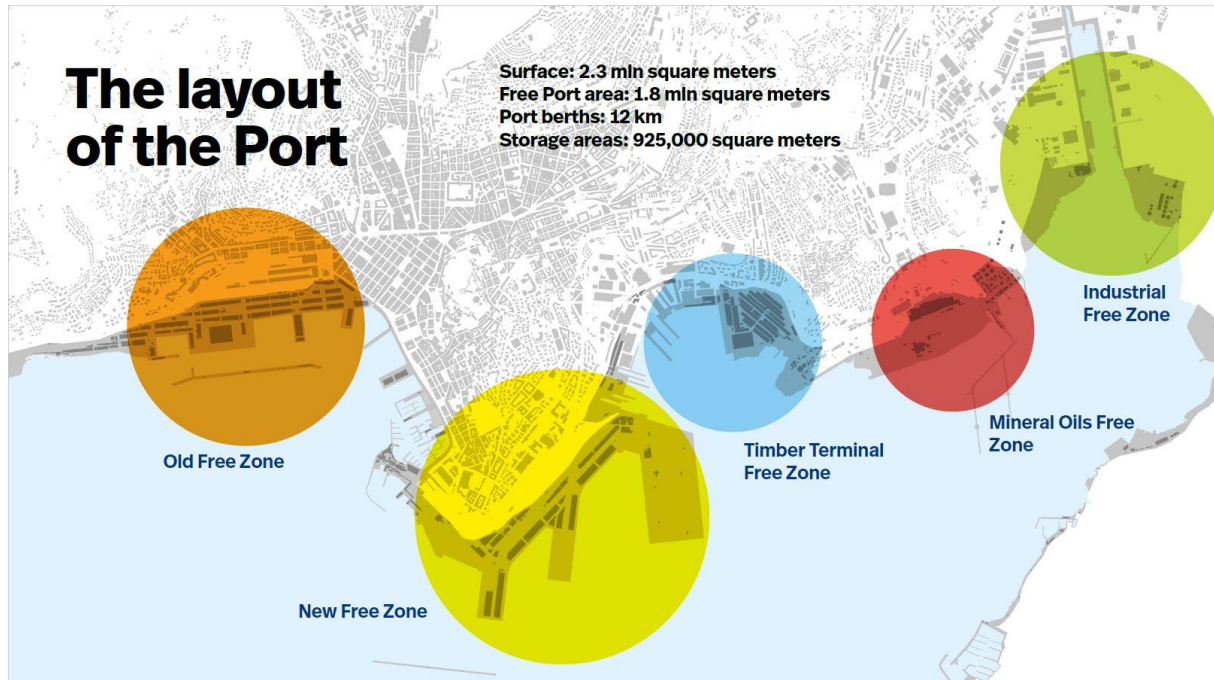 The layout
of the Port
Surface: 2.3 mln square meters
Free Port area: 1.8 mln square meters
Port berths: 12 km
Storage areas: 925,000 square meters
Industrial
Free Zone
Mineral Oils Free
Zone
Timber Terminal
Free Zone
Old Free Zone
New Free Zone